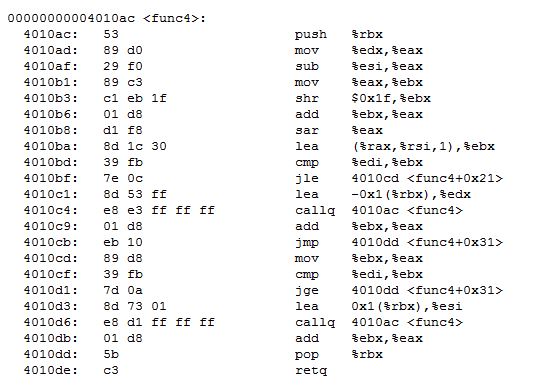 00000000004010ac <func4>:
4010ac: 53 push %rbx
4010ad: 89 d0 mov %edx,%eax
4010af: 29 f0 sub %esi,%eax
4010b1: 89 c3 mov %eax,%ebx
4010b3: c1 eb 1f shr $0x1f,%ebx
4010b6: 01 d8 add %ebx,%eax
4010b8: d1 f8 sar %eax
4010ba: 8d 1c 30 lea (%rax,%rsi,1),%ebx
4010bd: 39 fb cmp %edi,%ebx
4010bf: 7e 0c jle 4010cd <func4+0x21>
4010c1: 8d 53 ff lea -0x1(%rbx),%edx
4010c4: e8 e3 ff ff ff callq 4010ac <func4>
4010c9: 01 d8 add %ebx,%eax
4010cb: eb 10 jmp 4010dd <func4+0x31>
4010cd: 89 d8 mov %ebx,%eax
4010cf: 39 fb cmp %edi,%ebx
4010d1: 7d 0a jge 4010dd <func4+0x31>
4010d3: 8d 73 01 lea 0x1(%rbx),%esi
4010d6: e8 d1 ff ff ff callq 4010ac <func4>
4010db: 01 d8 add %ebx,%eax
4010dd: 5b pop %rbx
4010de: c3 retq